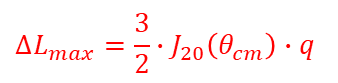 ΔL_max = 3/2 · J_20(θ_cm) · q